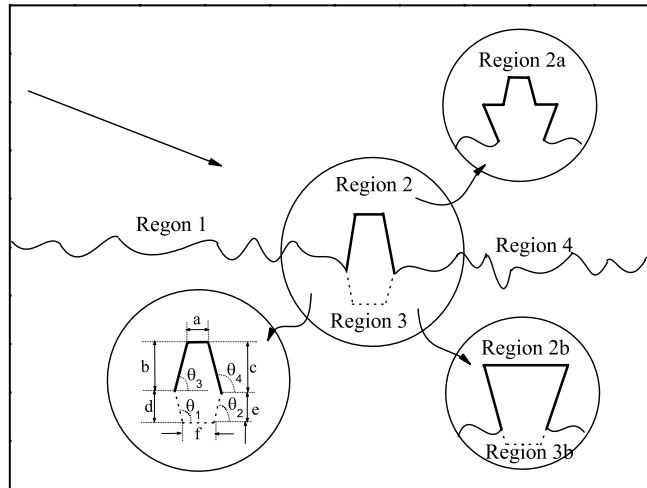 Region 2a
Region 2
Regon 1
Region 4
Region 3
a
b
c
θ3
θ4
d
e
θ1
θ2
f
Region 2b
Region 3b